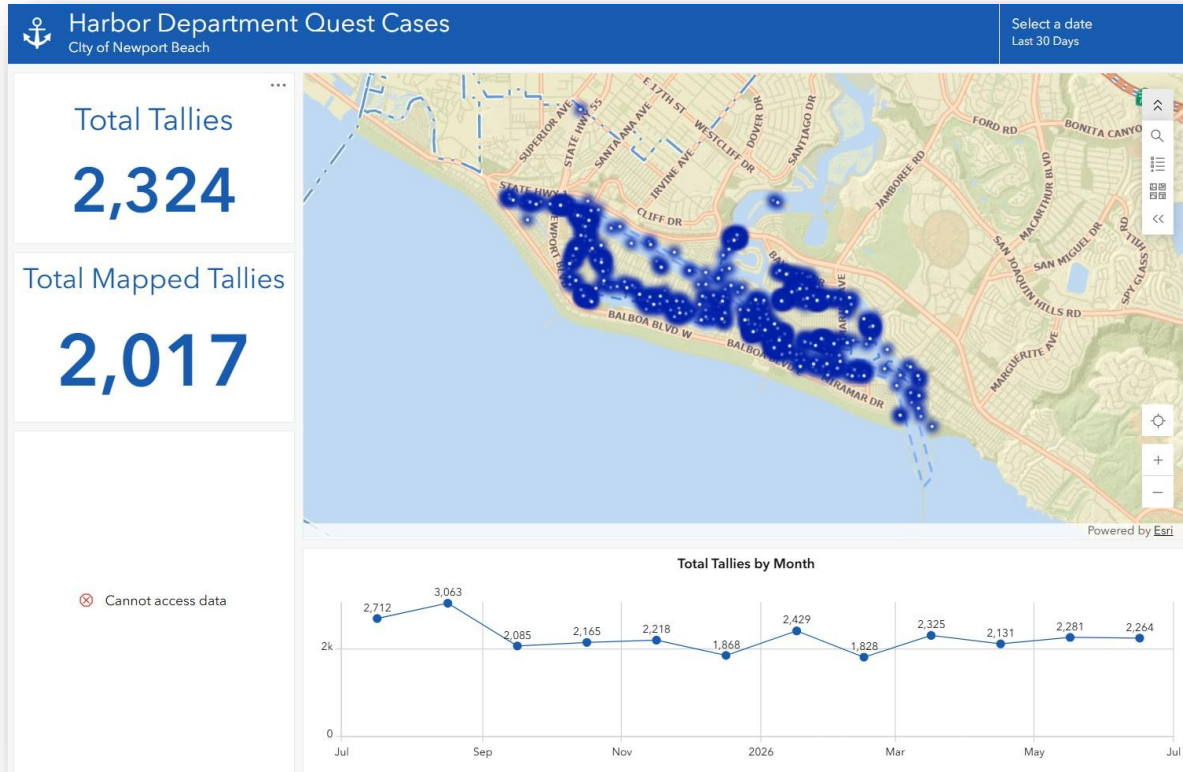 Harbor Department Quest Cases
CIty of Newport Beach
Select a date
Last 30 Days
Total Tallies
2,324
Total Mapped Tallies
2,017
Cannot access data
SUPERIOR AVE
STATE HWY 55
SANTA ANA AVE
E 17TH ST
WESTCLIFF DR
IRVINE AVE
DOVER DR
SANTIAGO DR
FORD RD
BONITA CANYO
JAMBOREE RD
MACARTHUR BLVD
STATE HWY 1
CLIFF DR
SAN MIGUEL DR
SPY GLASS HILL RD
SAN JOAQUIN HILLS RD
BALBOA BLVD W
MARGUERITE AVE
MIRAMAR DR
Powered by Esri
Total Tallies by Month
2,712
3,063
2,085
2,165
2,218
1,868
2,429
1,828
2,325
2,131
2,281
2,264
2k
0
Jul
Sep
Nov
2026
Mar
May
Jul